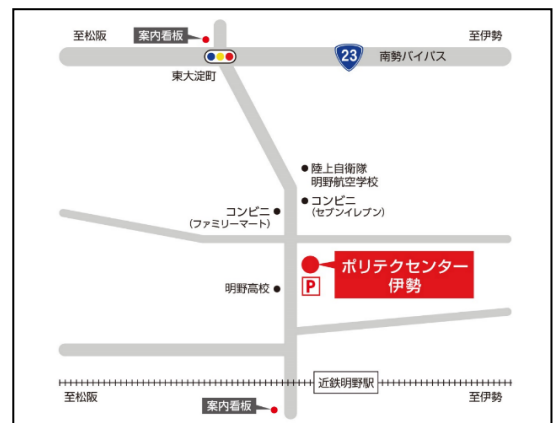 至松阪
案内看板
至伊勢
23
南勢バイパス
東大淀町
陸上自衛隊
明野航空学校
コンビニ
(セブンイレブン)
コンビニ
(ファミリーマート)
ポリテクセンター
伊勢
P
明野高校
近鉄明野駅
至松阪
至伊勢
案内看板